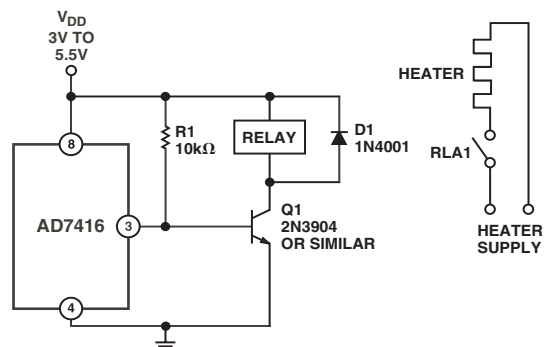 VDD
3V TO
5.5V
8
R1
10kΩ
RELAY
D1
1N4001
AD7416
3
Q1
2N3904
OR SIMILAR
4
HEATER
RLA1
HEATER
SUPPLY